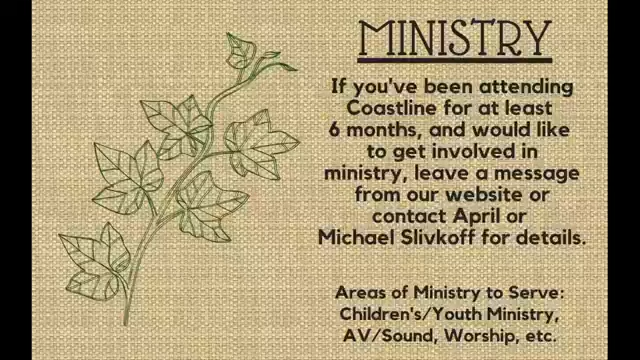 MINISTRY
If you've been attending
Coastline for at least
6 months, and would like
to get involved in
ministry, leave a message
from our website or
contact April or
Michael Slivkoff for details.
Areas of Ministry to Serve:
Children's/Youth Ministry,
AV/Sound, Worship, etc.